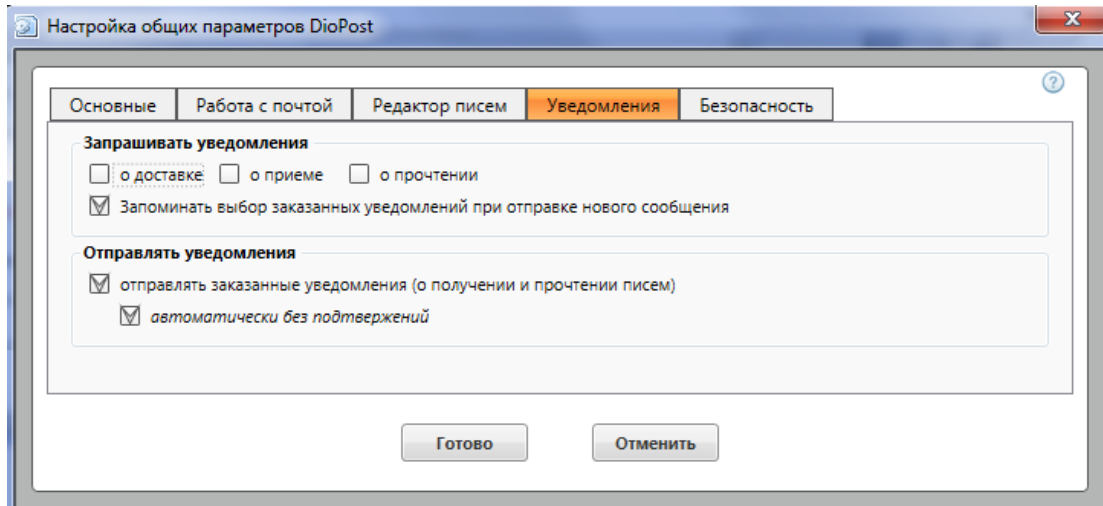 Настройка общих параметров DioPost
Основные Работа с почтой Редактор писем Уведомления Безопасность
Запрашивать уведомления
о доставке о приеме о прочтении
Запоминать выбор заказанных уведомлений при отправке нового сообщения
Отправлять уведомления
отправлять заказанные уведомления (о получении и прочтении писем)
автоматически без подтвержений
Готово Отменить